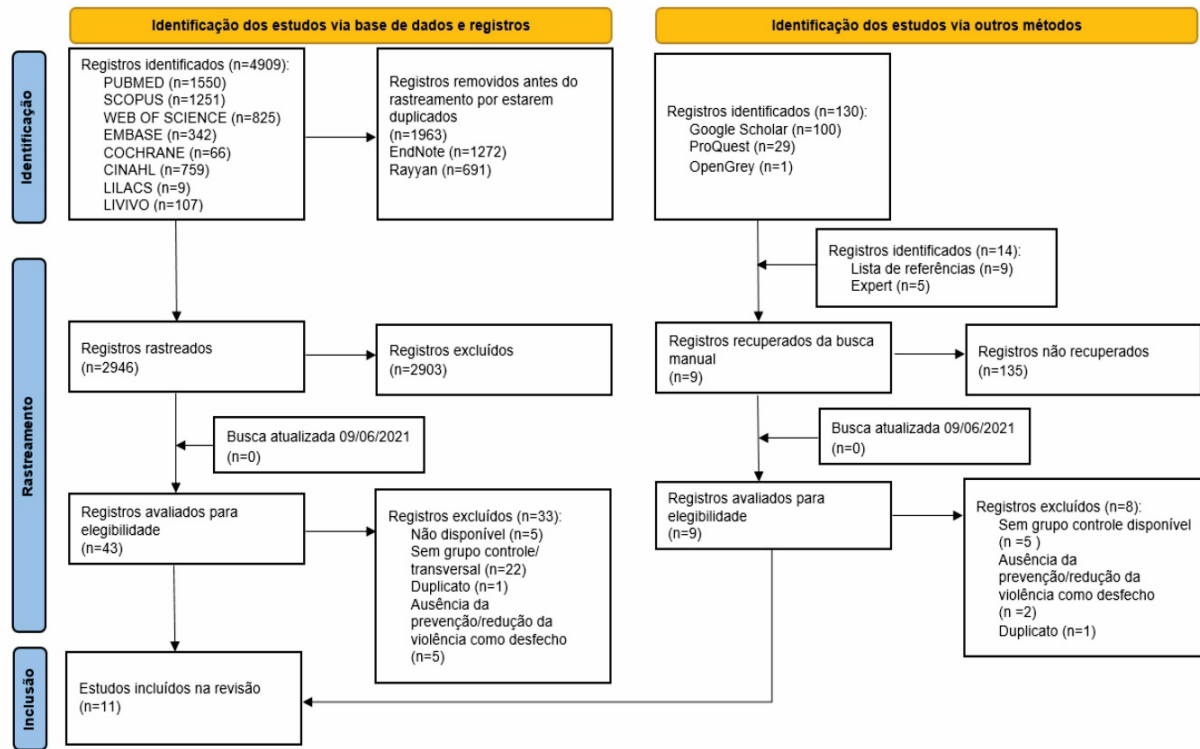 Identificação dos estudos via base de dados e registros
Identificação dos estudos via outros métodos
Identificação
Registros identificados (n=4909):
PUBMED (n=1550)
SCOPUS (n=1251)
WEB OF SCIENCE (n=825)
EMBASE (n=342)
COCHRANE (n=66)
CINAHL (n=759)
LILACS (n=9)
LIVIVO (n=107)
Registros removidos antes do
rastreamento por estarem
duplicados
(n=1963)
EndNote (n=1272)
Rayyan (n=691)
Registros identificados (n=130):
Google Scholar (n=100)
ProQuest (n=29)
OpenGrey (n=1)
Registros identificados (n=14):
Lista de referências (n=9)
Expert (n=5)
Rastreamento
Registros rastreados
(n=2946)
Registros excluídos
(n=2903)
Registros recuperados da busca
manual
(n=9)
Registros não recuperados
(n=135)
Busca atualizada 09/06/2021
(n=0)
Busca atualizada 09/06/2021
(n=0)
Registros avaliados para
elegibilidade
(n=43)
Registros excluídos (n=33):
Não disponível (n=5)
Sem grupo controle/
transversal (n=22)
Duplicato (n=1)
Ausência da
prevenção/redução da
violência como desfecho
(n=5)
Registros avaliados para
elegibilidade
(n=9)
Registros excluídos (n=8):
Sem grupo controle disponível
(n =5 )
Ausência da
prevenção/redução da
violência como desfecho
(n =2)
Duplicato (n=1)
Inclusão
Estudos incluídos na revisão
(n=11)